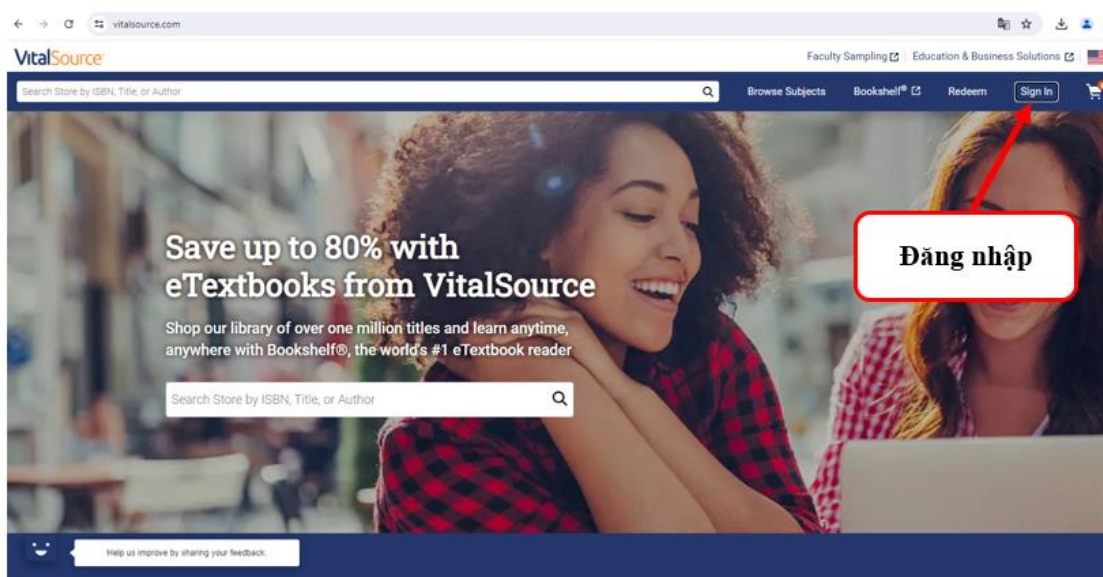 vitalsource.com
VitalSource
Faculty Sampling
Education & Business Solutions
Search Store by ISBN, Title, or Author
Browse Subjects
Bookshelf®
Redeem
Sign In
Đăng nhập
Save up to 80% with
eTextbooks from VitalSource
Shop our library of over one million titles and learn anytime,
anywhere with Bookshelf®, the world's #1 eTextbook reader
Search Store by ISBN, Title, or Author
Help us improve by sharing your feedback.